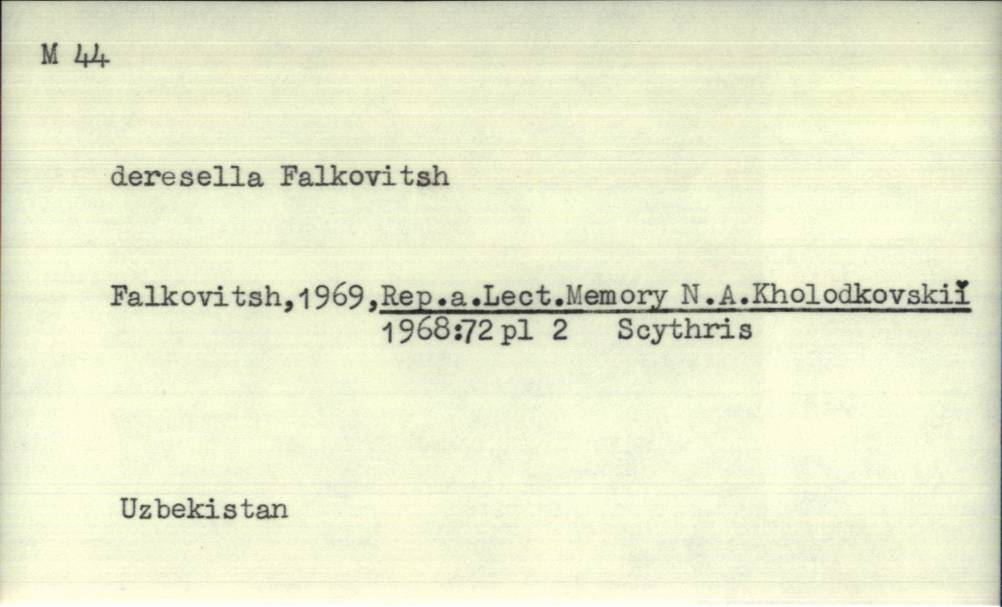 M 44
deresella Falkovitsh
Falkovitsh,1969,Rep.a.Lect.Memory N.A.Kholodkovskiĭ
1968:72 pl 2 Scythris
Uzbekistan